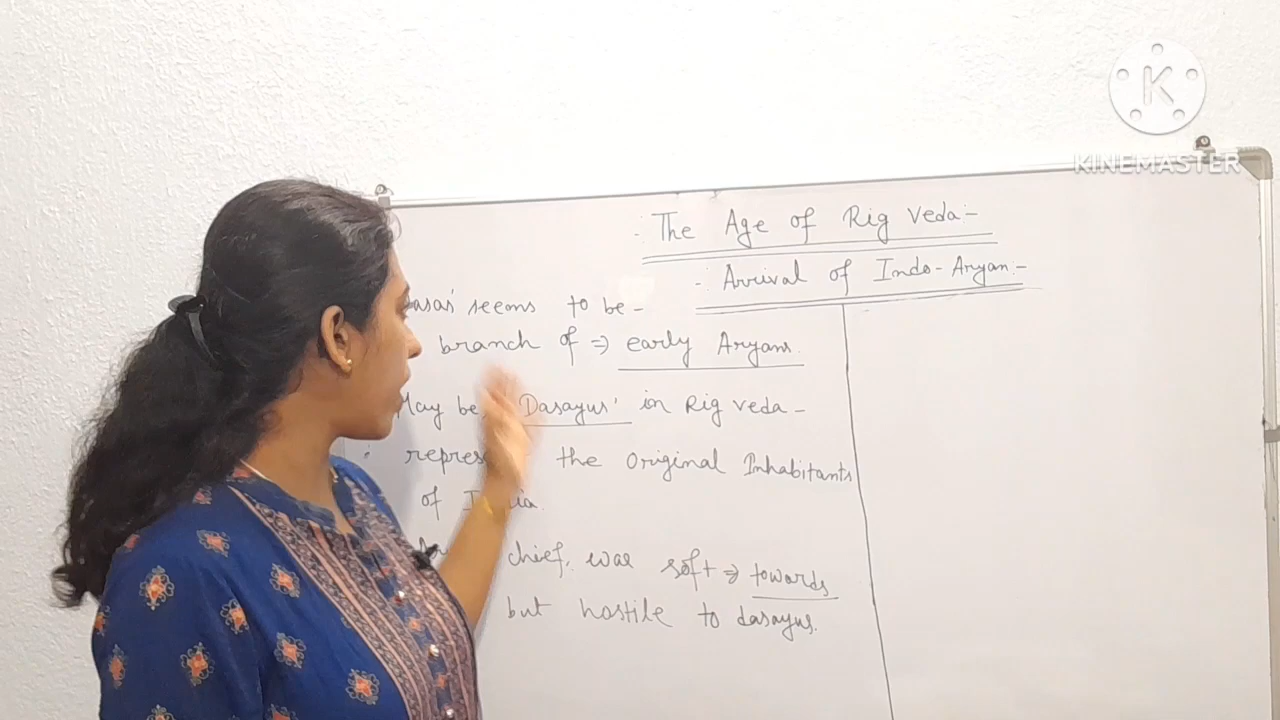 K
KINEMASTER
The Age of Rig Veda:-
:- Arrival of Indo-Aryan:-
seems to be -
branch of => early Aryans.
May be, 'Dasayus' in Rig veda -
the Original Inhabitants
of
chief, was soft => towards
but hostile to dasayus.